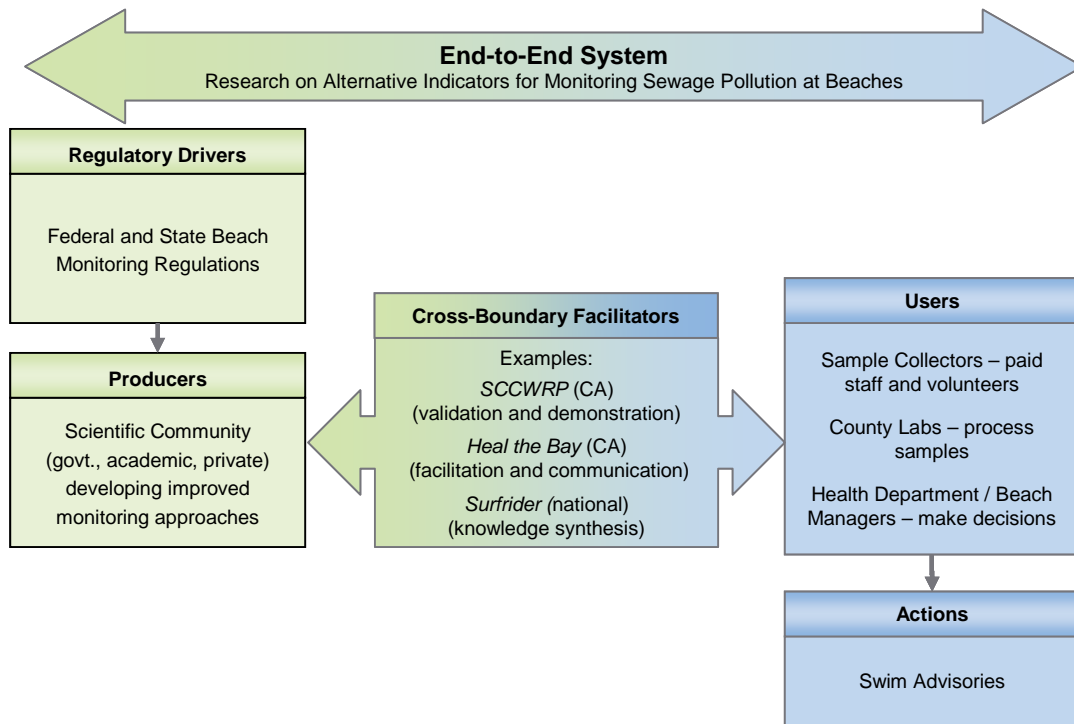 End-to-End System
Research on Alternative Indicators for Monitoring Sewage Pollution at Beaches
Regulatory Drivers
Federal and State Beach
Monitoring Regulations
Producers
Scientific Community
(govt., academic, private)
developing improved
monitoring approaches
Cross-Boundary Facilitators
Examples:
SCCWRP (CA)
(validation and demonstration)
Heal the Bay (CA)
(facilitation and communication)
Surfrider (national)
(knowledge synthesis)
Users
Sample Collectors – paid
staff and volunteers
County Labs – process
samples
Health Department / Beach
Managers – make decisions
Actions
Swim Advisories